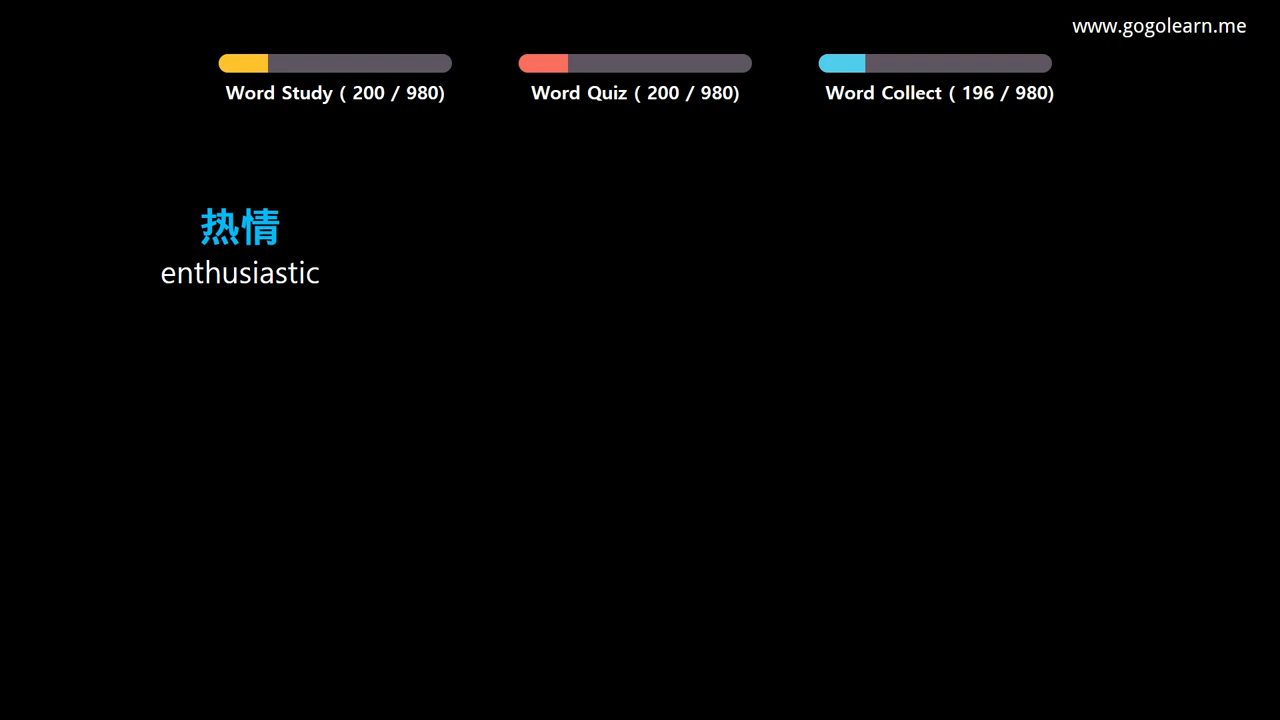 www.gogolearn.me
Word Study ( 200 / 980)
Word Quiz ( 200 / 980)
Word Collect ( 196 / 980)
热情
enthusiastic